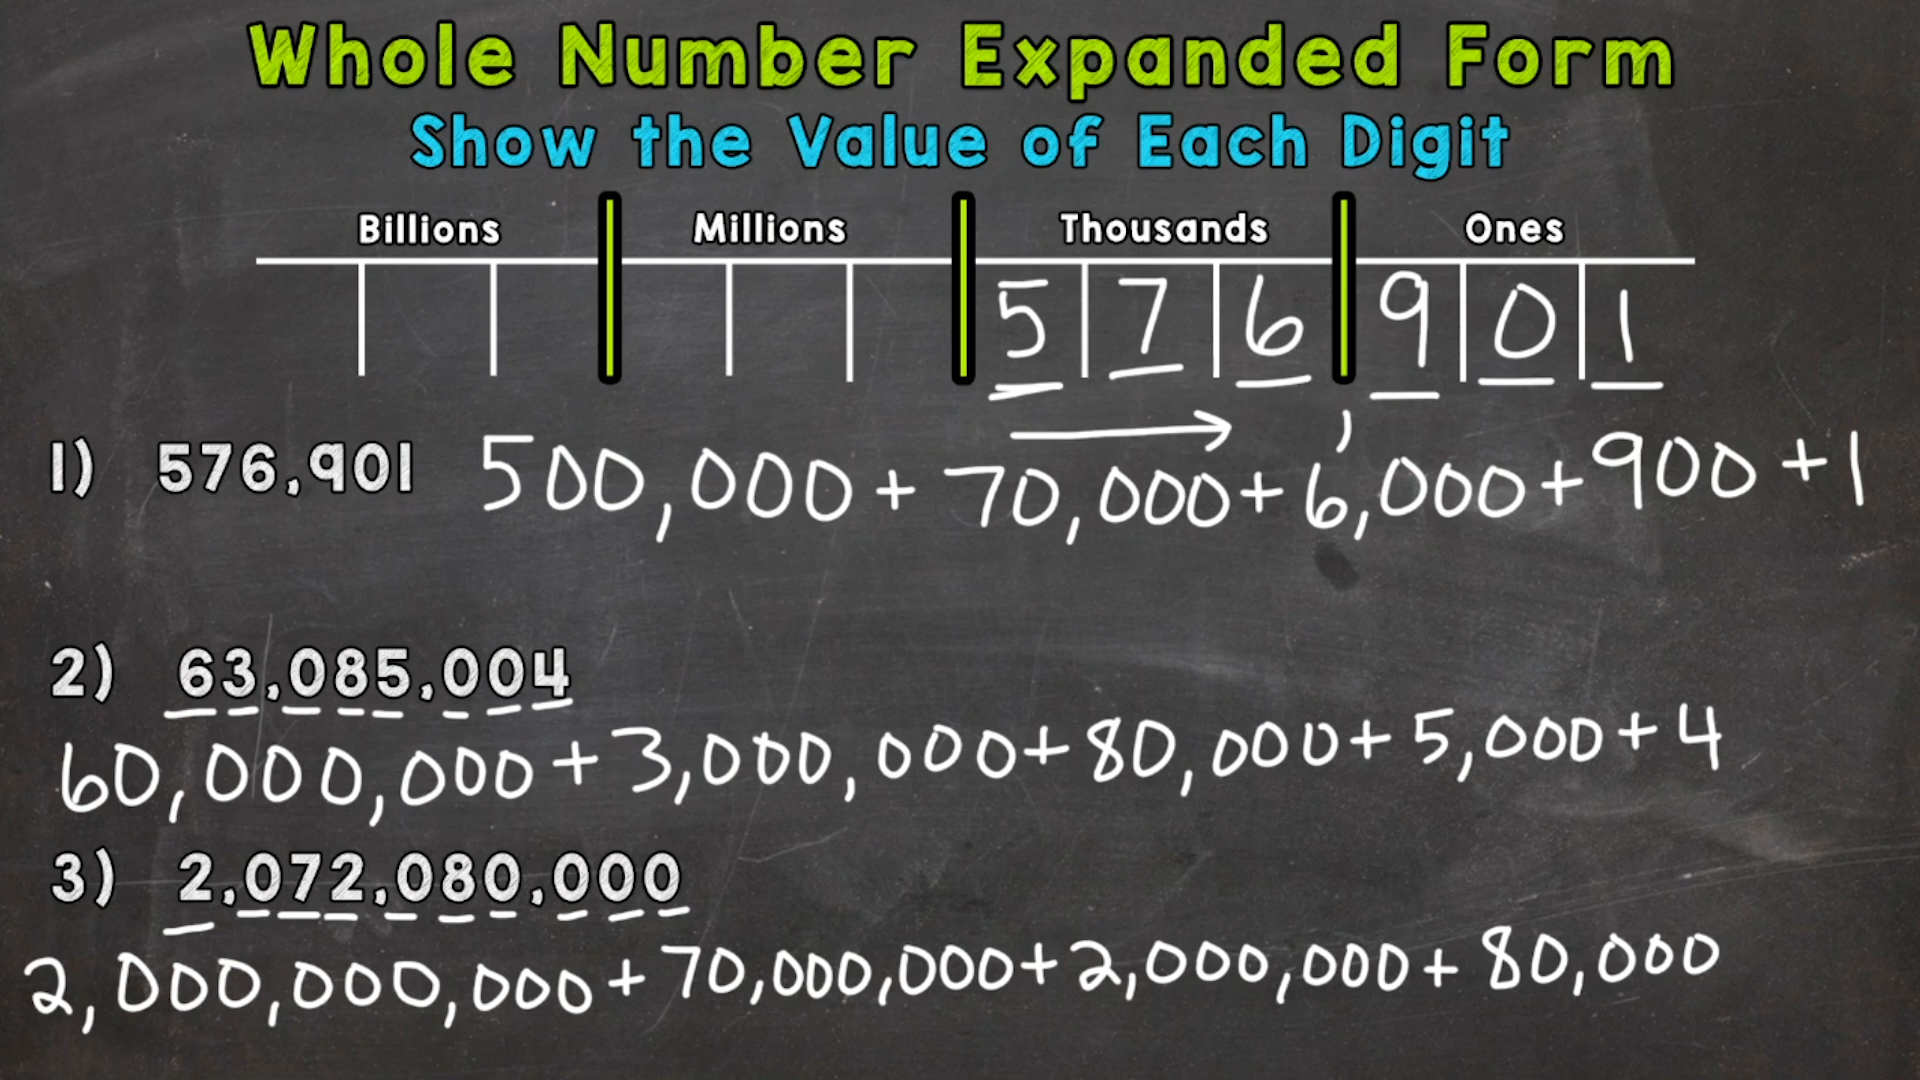 Whole Number Expanded Form
Show the Value of Each Digit
Billions Millions Thousands Ones
5 7 6 9 0 1
,
1) 576,901 500,000 + 70,000 + 6,000 + 900 + 1
2) 63,085,004
60,000,000 + 3,000,000 + 80,000 + 5,000 + 4
3) 2,072,080,000
2,000,000,000 + 70,000,000 + 2,000,000 + 80,000